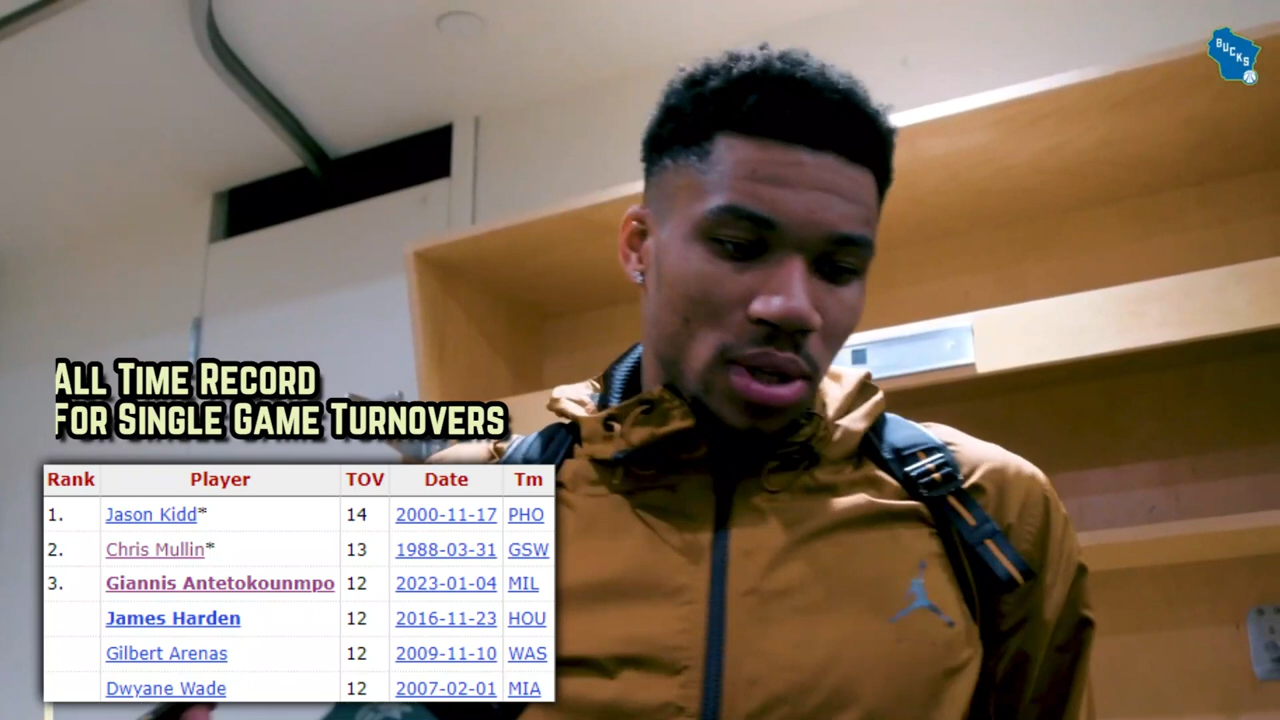 BUCKS
All Time Record
For Single Game Turnovers
Rank Player TOV Date Tm
1. Jason Kidd* 14 2000-11-17 PHO
2. Chris Mullin* 13 1988-03-31 GSW
3. Giannis Antetokounmpo 12 2023-01-04 MIL
James Harden 12 2016-11-23 HOU
Gilbert Arenas 12 2009-11-10 WAS
Dwyane Wade 12 2007-02-01 MIA